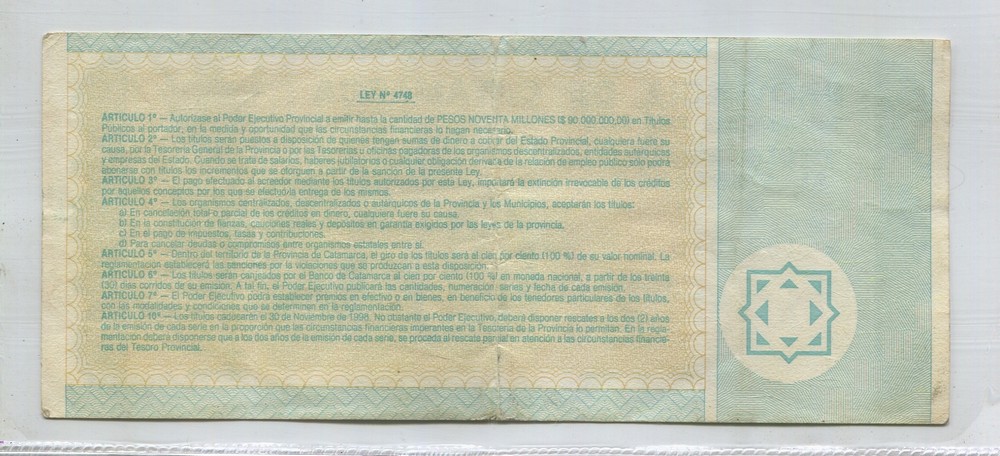 LEY Nº 4748
ARTICULO 1º — Autorízase al Poder Ejecutivo Provincial a emitir hasta la cantidad de PESOS NOVENTA MILLONES ($ 90.000.000,00) en Títulos
Públicos al portador, en la medida y oportunidad que las circunstancias financieras lo hagan necesario.
ARTICULO 2º — Los títulos serán puestos a disposición de quienes tengan sumas de dinero a cobrar del Estado Provincial, cualquiera fuere su
causa, por la Tesorería General de la Provincia o por las Tesorerías u oficinas pagadoras de los organismos descentralizados, entidades autárquicas
y empresas del Estado. Cuando se trata de salarios, haberes jubilatorios o cualquier obligación derivada de la relación de empleo público sólo podrá
abonarse con títulos los incrementos que se otorguen a partir de la sanción de la presente Ley.
ARTICULO 3º — El pago efectuado al acreedor mediante los títulos autorizados por esta Ley, importará la extinción irrevocable de los créditos
por aquellos conceptos por los que se efectuó la entrega de los mismos.
ARTICULO 4º — Los organismos centralizados, descentralizados o autárquicos de la Provincia y los Municipios, aceptarán los títulos:
a) En cancelación total o parcial de los créditos en dinero, cualquiera fuere su causa.
b) En la constitución de fianzas, cauciones reales y depósitos en garantía exigidos por las leyes de la provincia.
c) En el pago de impuestos, tasas y contribuciones.
d) Para cancelar deudas o compromisos entre organismos estatales entre sí.
ARTICULO 5º — Dentro del territorio de la Provincia de Catamarca, el giro de los títulos será el cien por ciento (100 %) de su valor nominal. La
reglamentación establecerá las sanciones por la violaciones que se produzcan a esta disposición.
ARTICULO 6º — Los títulos serán canjeados por el Banco de Catamarca al cien por ciento (100 %) en moneda nacional, a partir de los treinta
(30) días corridos de su emisión. A tal fin, el Poder Ejecutivo publicará las cantidades, numeración, series y fecha de cada emisión.
ARTICULO 7º — El Poder Ejecutivo podrá establecer premios en efectivo o en bienes, en beneficio de los tenedores particulares de los títulos,
con las modalidades y condiciones que se determinen en la reglamentación.
ARTICULO 10º — Los títulos caducarán el 30 de Noviembre de 1998. No obstante el Poder Ejecutivo, deberá disponer rescates a los dos (2) años
de la emisión de cada serie en la proporción que las circunstancias financieras imperantes en la Tesorería de la Provincia lo permitan. En la regla-
mentación deberá disponerse que a los dos años de la emisión de cada serie, se proceda al rescate parcial en atención a las circunstancias financie-
ras del Tesoro Provincial.